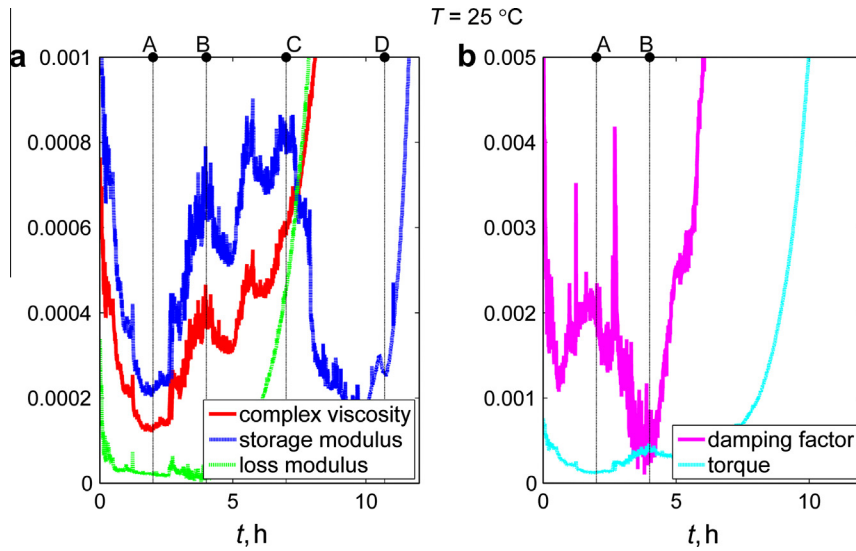 T = 25 °C
a
A B C D
0.001
0.0008
0.0006
0.0004
0.0002
0
complex viscosity
storage modulus
loss modulus
0 5 10
t, h
b
A B
0.005
0.004
0.003
0.002
0.001
0
damping factor
torque
0 5 10
t, h